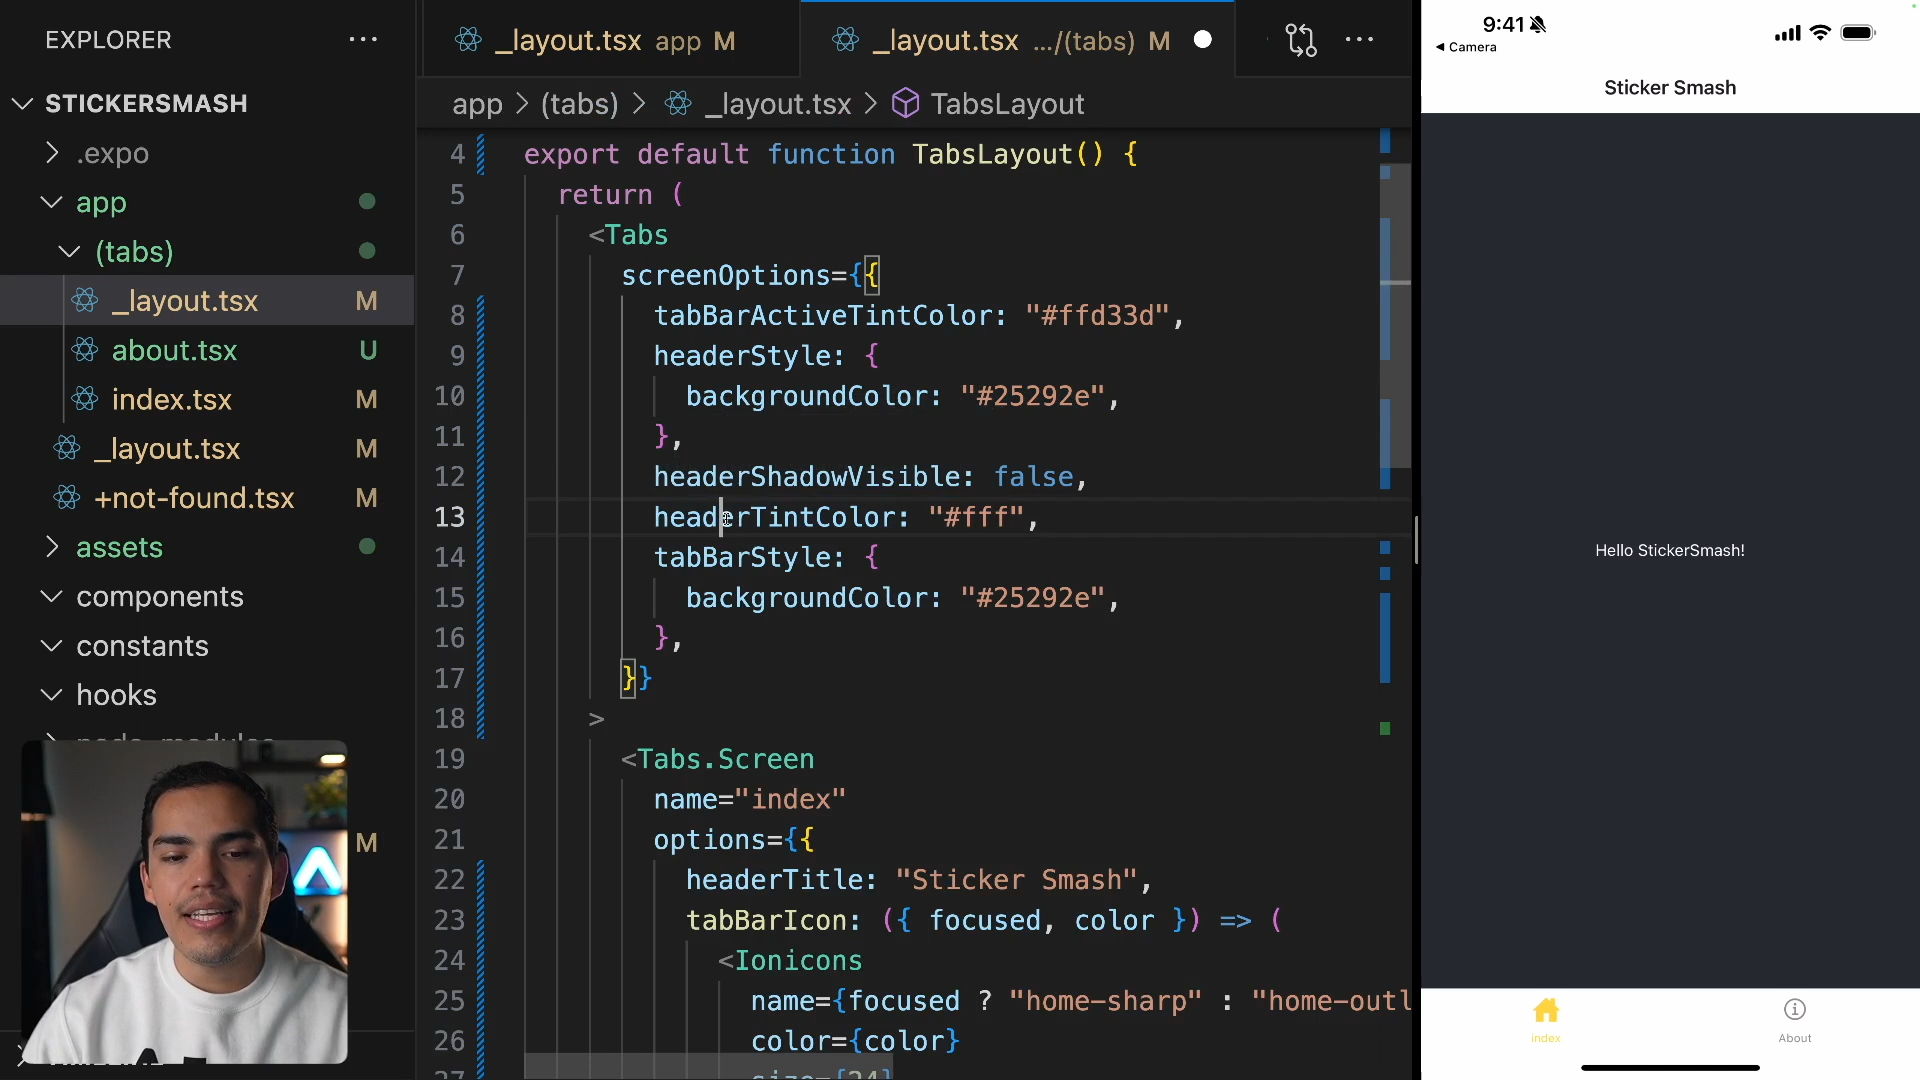 EXPLORER
STICKERSMASH
.expo
app
(tabs)
_layout.tsx M
about.tsx U
index.tsx M
_layout.tsx M
+not-found.tsx M
assets
components
constants
hooks
M
_layout.tsx app M
_layout.tsx .../(tabs) M
app > (tabs) > _layout.tsx > TabsLayout
4 export default function TabsLayout() {
5 return (
6 <Tabs
7 screenOptions={{
8 tabBarActiveTintColor: "#ffd33d",
9 headerStyle: {
10 backgroundColor: "#25292e",
11 },
12 headerShadowVisible: false,
13 headerTintColor: "#fff",
14 tabBarStyle: {
15 backgroundColor: "#25292e",
16 },
17 }}
18 >
19 <Tabs.Screen
20 name="index"
21 options={{
22 headerTitle: "Sticker Smash",
23 tabBarIcon: ({ focused, color }) => (
24 <Ionicons
25 name={focused ? "home-sharp" : "home-outl
26 color={color}
27 size={24}
9:41
Camera
Sticker Smash
Hello StickerSmash!
Index
About